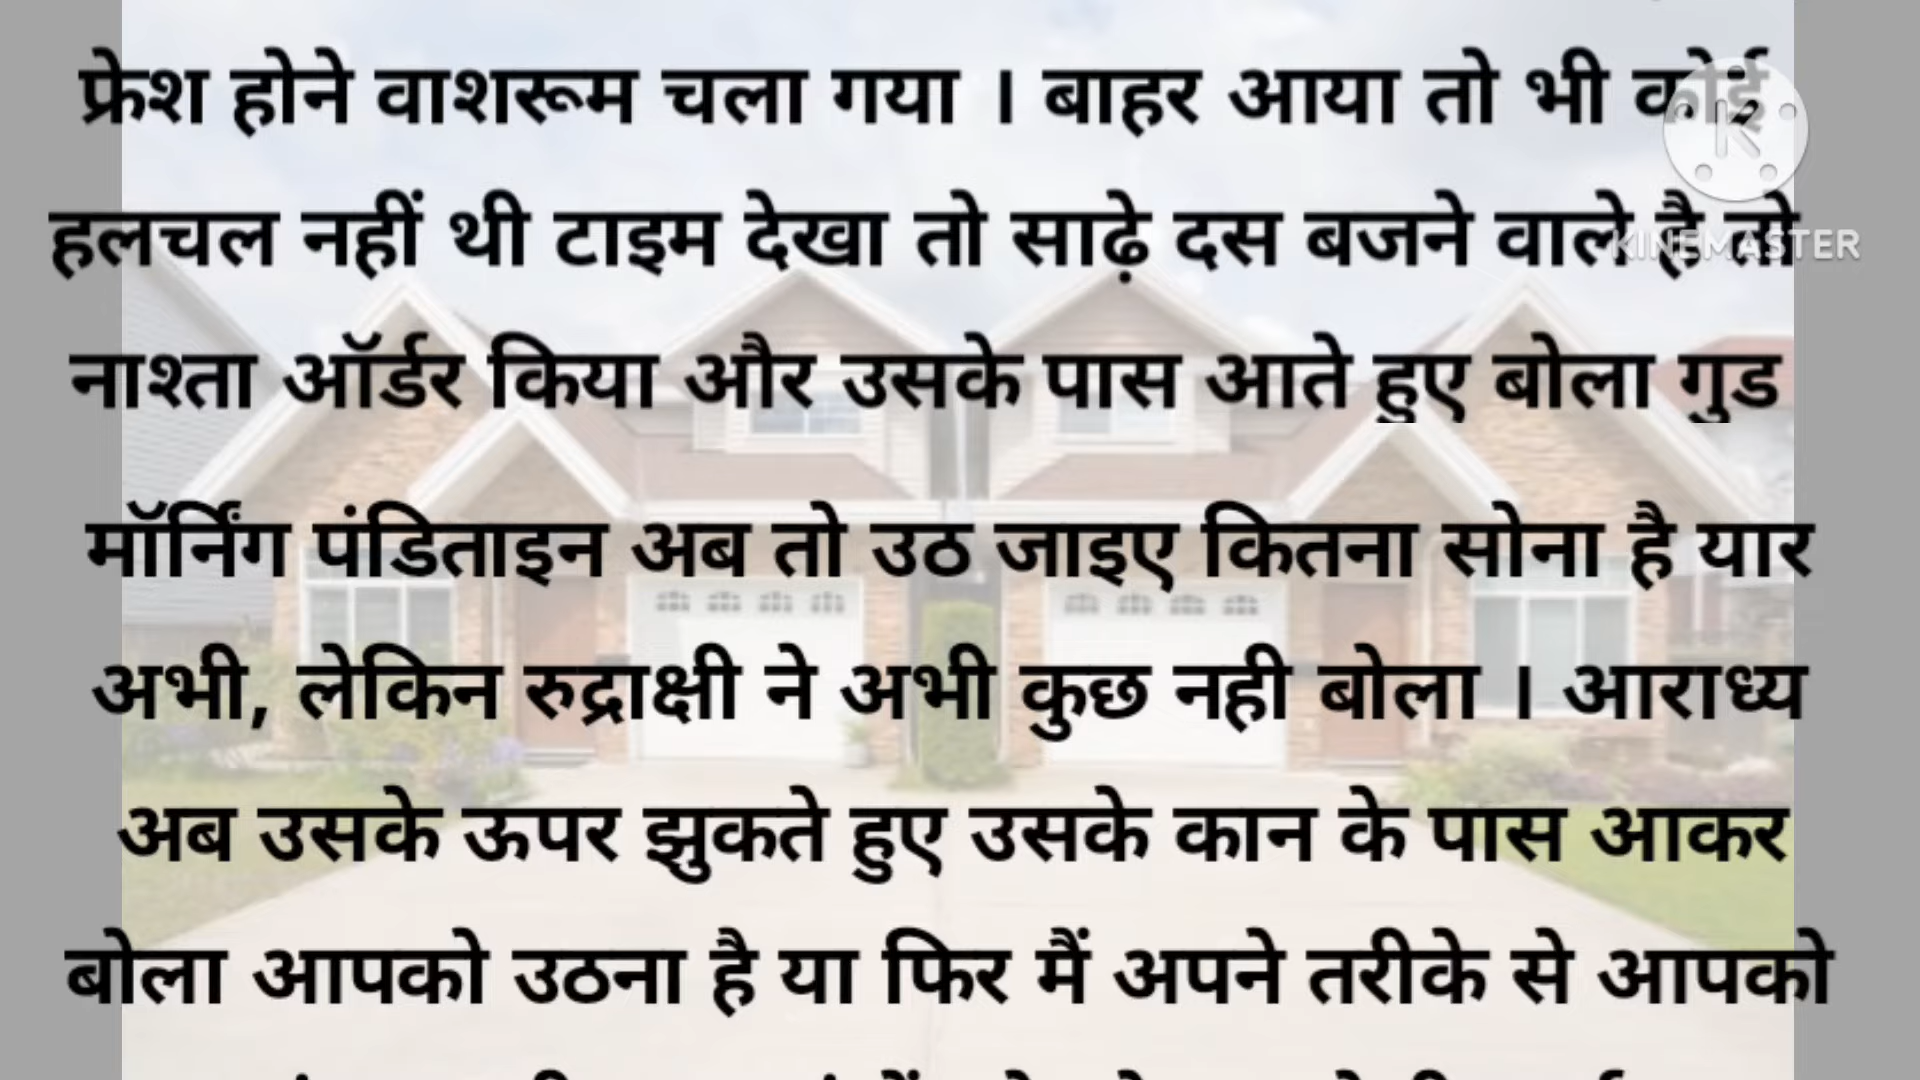 फ्रेश होने वाशरूम चला गया । बाहर आया तो भी कोई
हलचल नहीं थी टाइम देखा तो साढ़े दस बजने वाले है तो
नाश्ता ऑर्डर किया और उसके पास आते हुए बोला गुड
मॉर्निंग पंडिताइन अब तो उठ जाइए कितना सोना है यार
अभी, लेकिन रुद्राक्षी ने अभी कुछ नही बोला । आराध्य
अब उसके ऊपर झुकते हुए उसके कान के पास आकर
बोला आपको उठना है या फिर मैं अपने तरीके से आपको
K
KINEMASTER